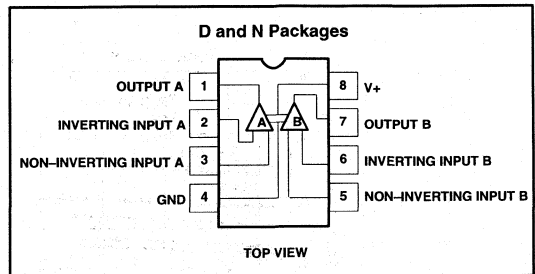 D and N Packages
OUTPUT A 1 8 V+
INVERTING INPUT A 2 A B 7 OUTPUT B
NON–INVERTING INPUT A 3 6 INVERTING INPUT B
GND 4 5 NON–INVERTING INPUT B
TOP VIEW